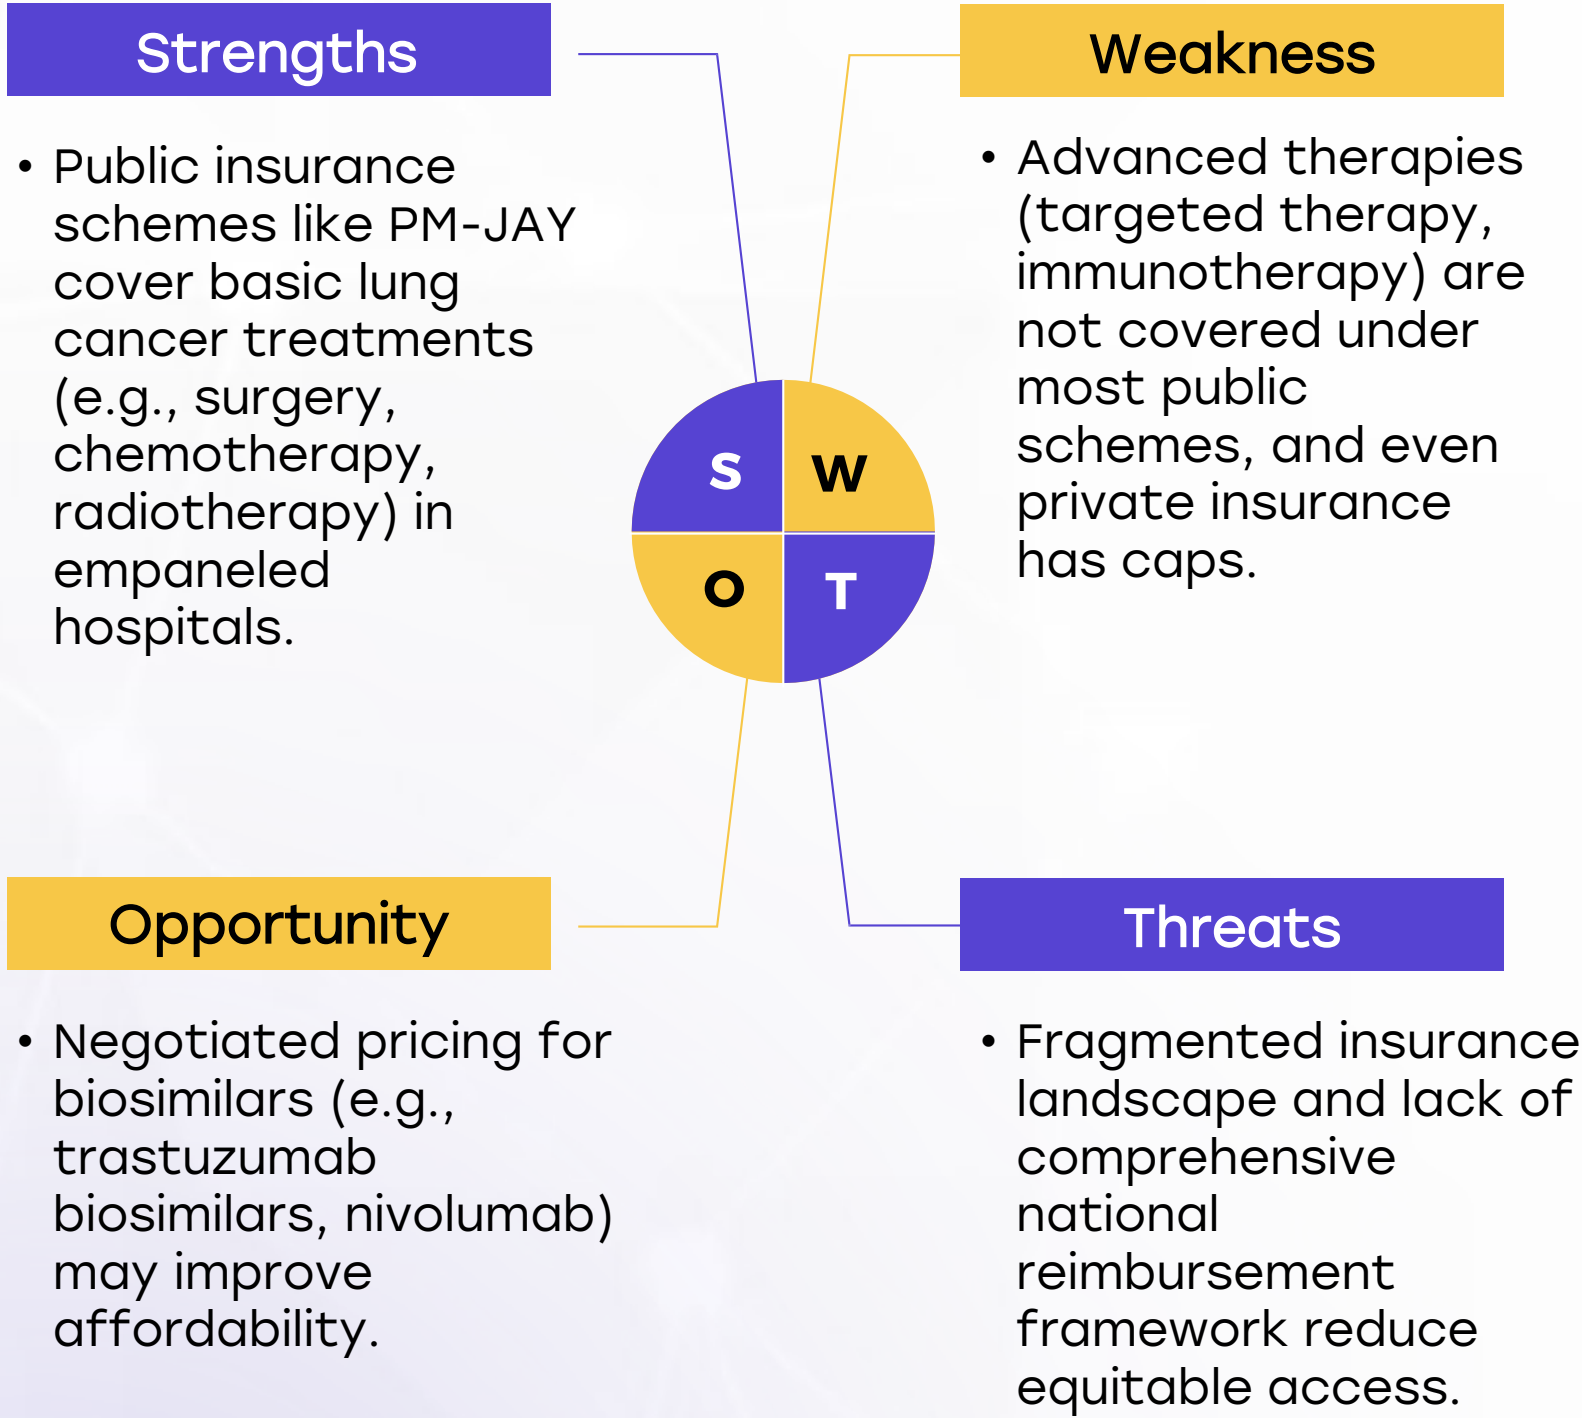 Strengths
• Public insurance
schemes like PM-JAY
cover basic lung
cancer treatments
(e.g., surgery,
chemotherapy,
radiotherapy) in
empaneled
hospitals.
Weakness
• Advanced therapies
(targeted therapy,
immunotherapy) are
not covered under
most public
schemes, and even
private insurance
has caps.
S
W
O
T
Opportunity
• Negotiated pricing for
biosimilars (e.g.,
trastuzumab
biosimilars, nivolumab)
may improve
affordability.
Threats
• Fragmented insurance
landscape and lack of
comprehensive
national
reimbursement
framework reduce
equitable access.